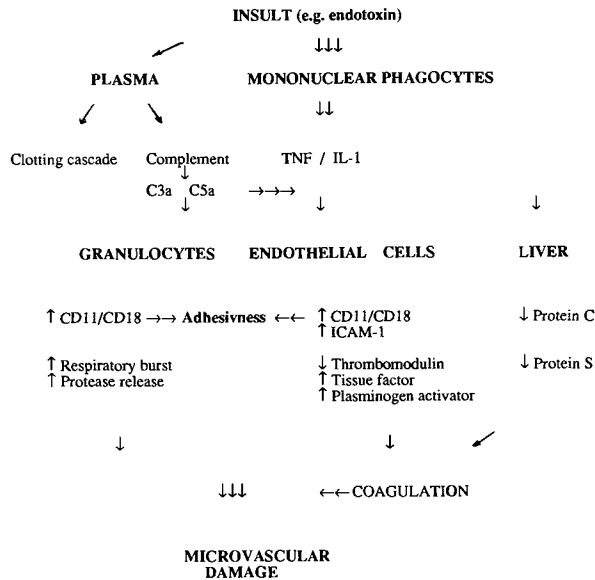 INSULT (e.g. endotoxin)
↓↓↓
PLASMA MONONUCLEAR PHAGOCYTES
↓↓
Clotting cascade Complement TNF / IL-1
↓
C3a C5a →→→
↓ ↓ ↓
GRANULOCYTES ENDOTHELIAL CELLS LIVER
↑ CD11/CD18 →→ Adhesivness ←← ↑ CD11/CD18 ↓ Protein C
↑ ICAM-1
↑ Respiratory burst ↓ Thrombomodulin ↓ Protein S
↑ Protease release ↑ Tissue factor
↑ Plasminogen activator
↓ ↓
↓↓↓ ←← COAGULATION
MICROVASCULAR
DAMAGE